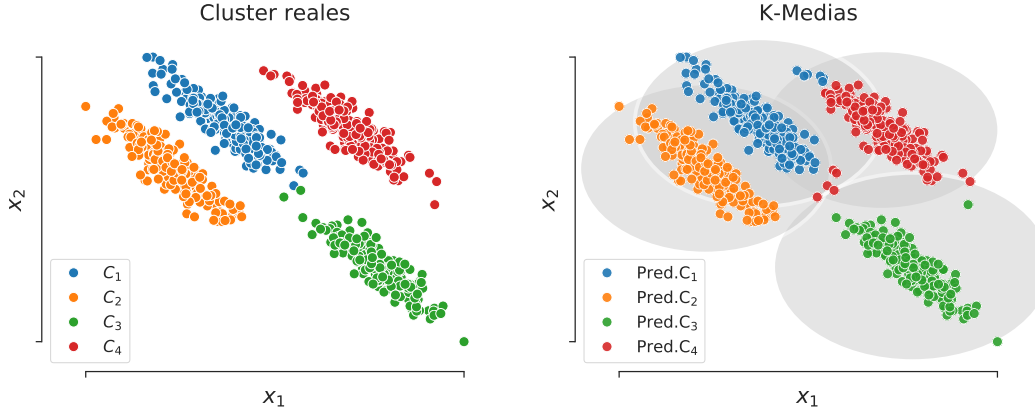 Cluster reales
x2
C1
C2
C3
C4
x1
K-Medias
x2
Pred.C1
Pred.C2
Pred.C3
Pred.C4
x1